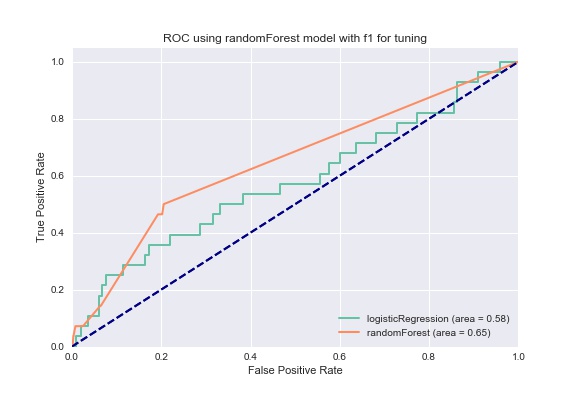 ROC using randomForest model with f1 for tuning
1.0
0.8
0.6
0.4
0.2
0.0
True Positive Rate
logisticRegression (area = 0.58)
randomForest (area = 0.65)
0.0 0.2 0.4 0.6 0.8 1.0
False Positive Rate